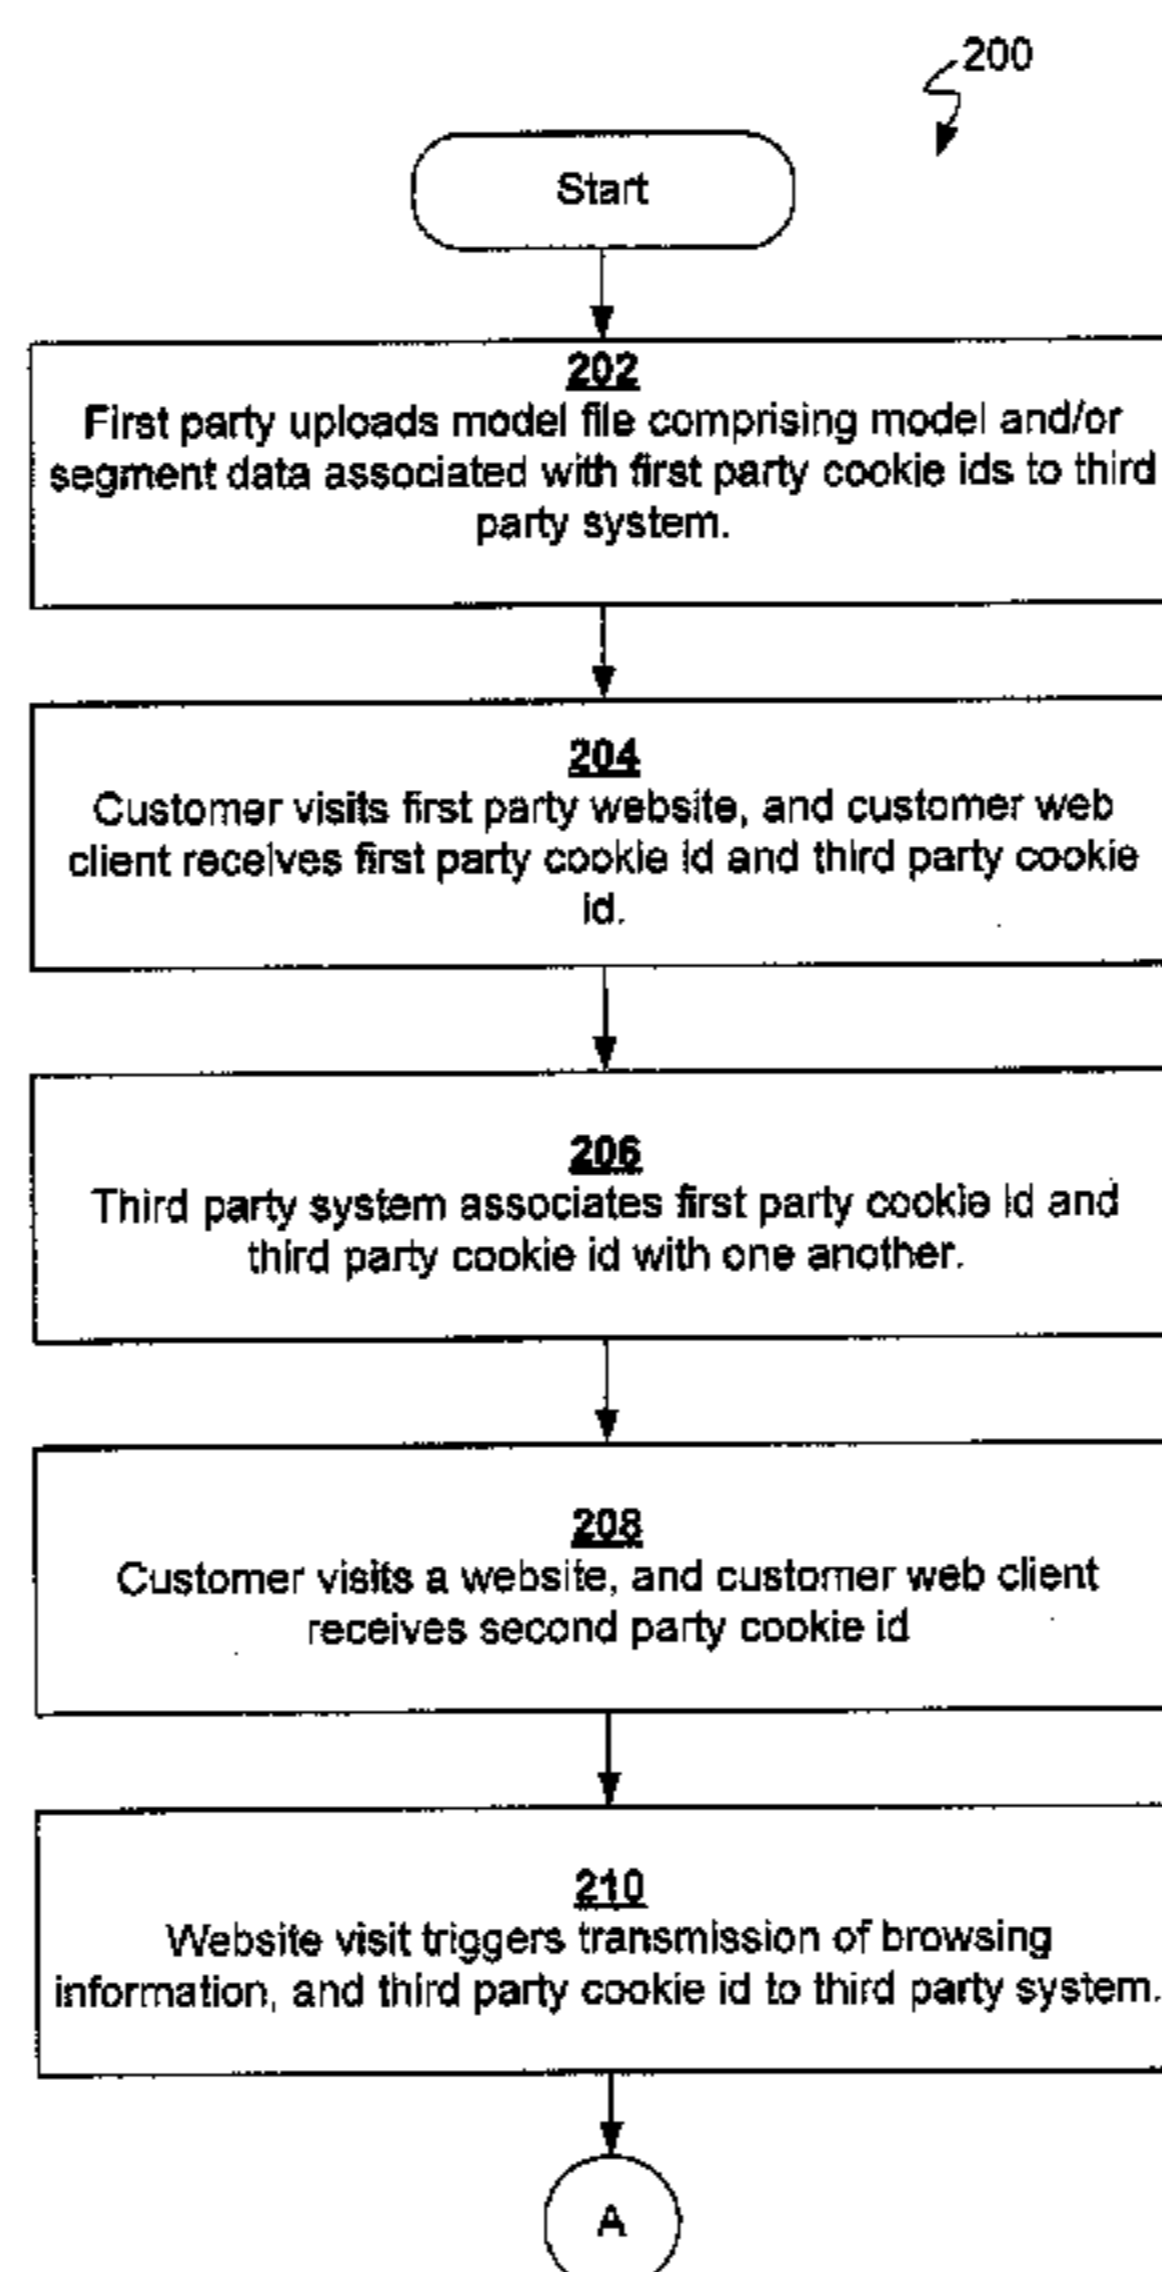 200
Start
202
First party uploads model file comprising model and/or
segment data associated with first party cookie ids to third
party system.
204
Customer visits first party website, and customer web
client receives first party cookie id and third party cookie
id.
206
Third party system associates first party cookie id and
third party cookie id with one another.
208
Customer visits a website, and customer web client
receives second party cookie id
210
Website visit triggers transmission of browsing
information, and third party cookie id to third party system.
A